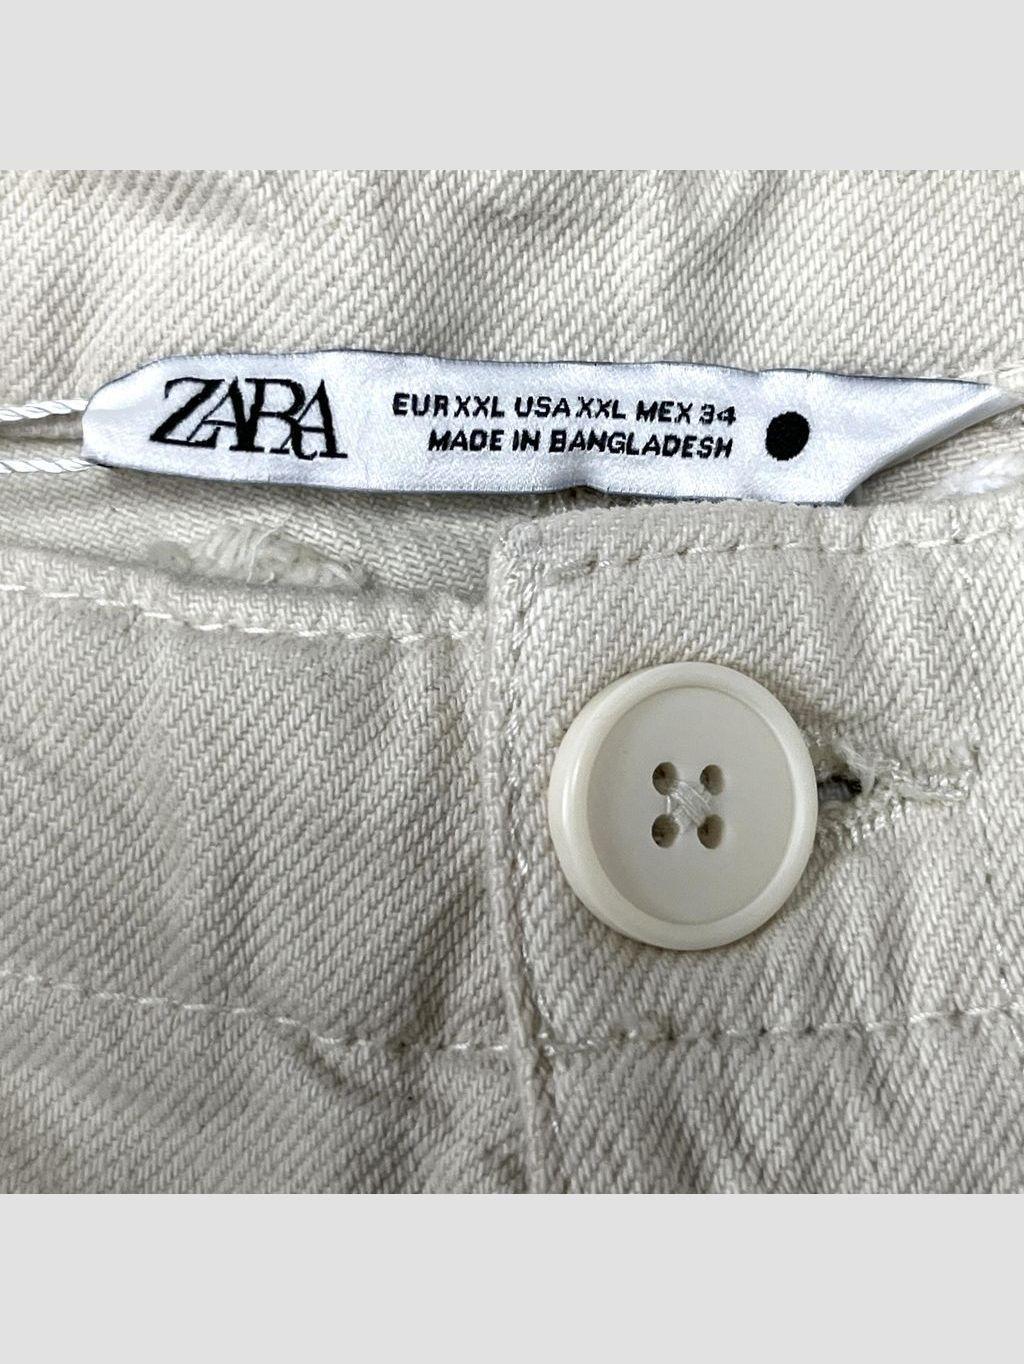 ZARA
EUR XXL USA XXL MEX 34
MADE IN BANGLADESH